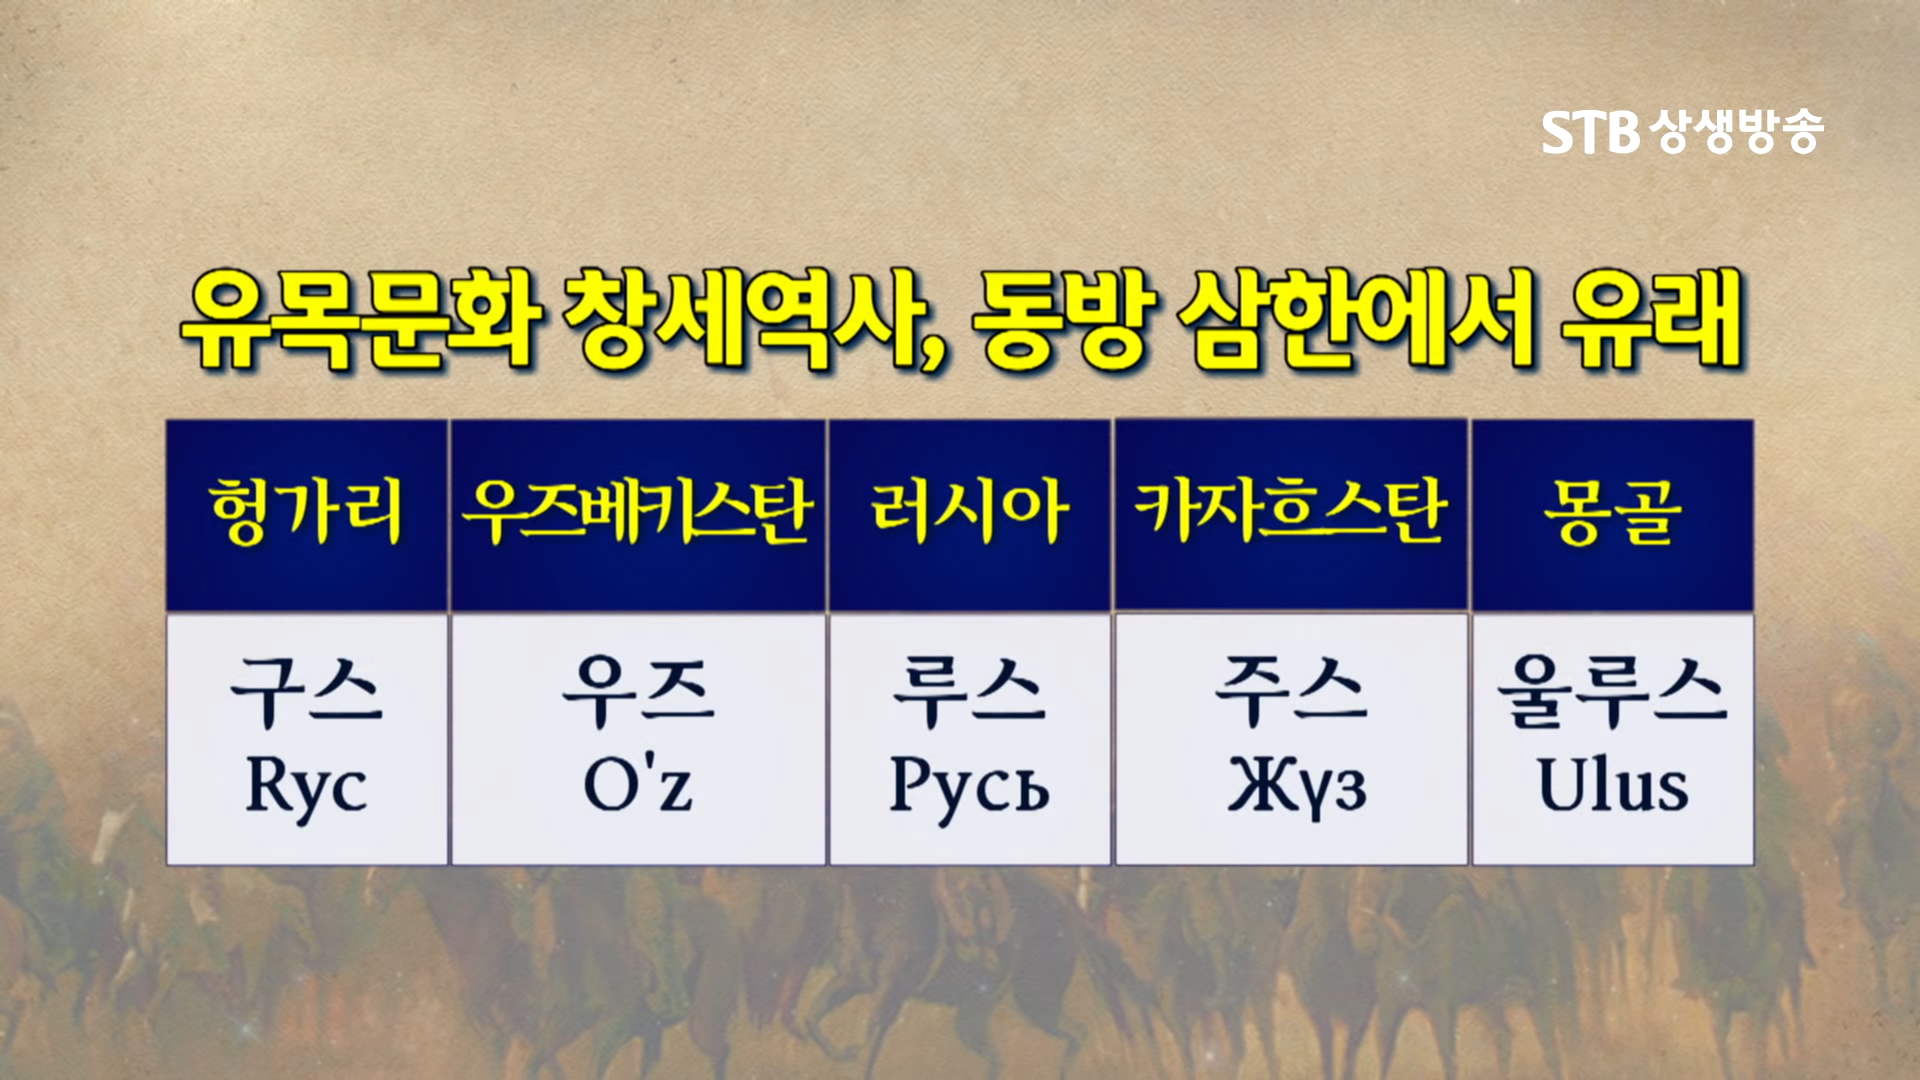 STB 상생방송
유목문화 창세역사, 동방 삼한에서 유래
헝가리 우즈베키스탄 러시아 카자흐스탄 몽골
구스 우즈 루스 주스 울루스
Ryc O'z Русь Жүз Ulus